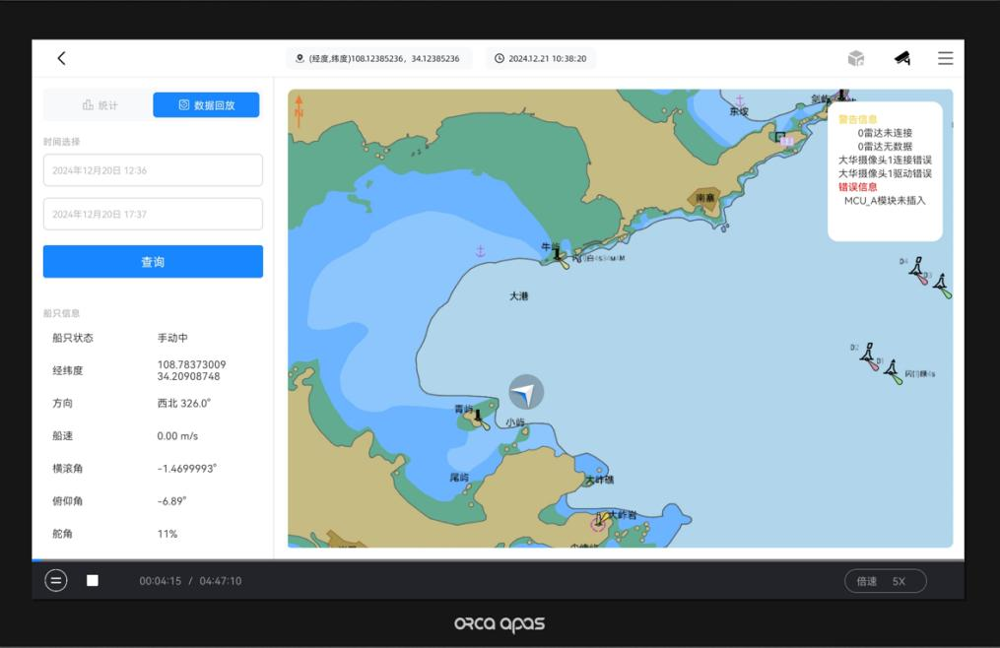 (经度,纬度)108.12385236, 34.12385236
2024.12.21 10:38:20
统计
数据回放
时间选择
2024年12月20日 12:36
2024年12月20日 17:37
查询
船只信息
船只状态 手动中
经纬度 108.78373009
34.20908748
方向 西北 326.0°
船速 0.00 m/s
横滚角 -1.4699993°
俯仰角 -6.89°
舵角 11%
N
东碇
剑屿
警告信息
0雷达未连接
0雷达无数据
大华摄像头1连接错误
大华摄像头1驱动错误
错误信息
MCU_A模块未插入
南寨
牛屿
大港
D4
D3
D2
D1
青屿
小屿
尾屿
大咋礁
大咋岩
00:04:15 / 04:47:10
倍速 5X
orca apas